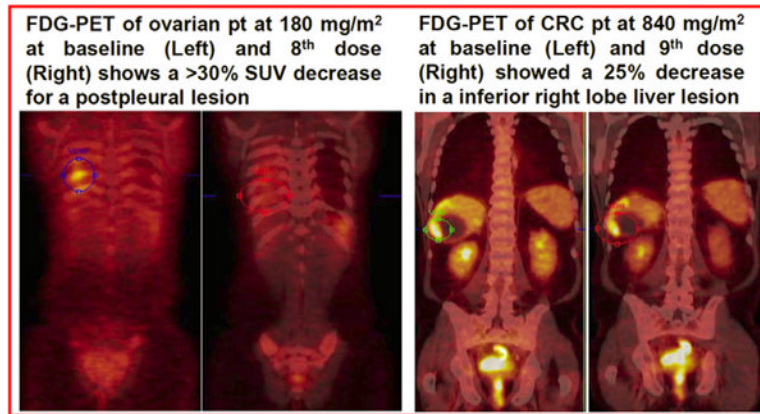 FDG-PET of ovarian pt at 180 mg/m²
at baseline (Left) and 8th dose
(Right) shows a >30% SUV decrease
for a postpleural lesion
FDG-PET of CRC pt at 840 mg/m²
at baseline (Left) and 9th dose
(Right) showed a 25% decrease
in a inferior right lobe liver lesion